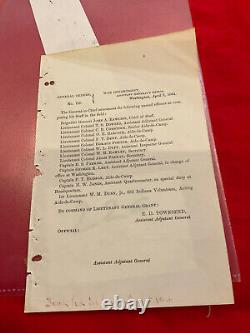 GENERAL ORDERS,
No.
WAR DEPARTMENT,
ADJUTANT GENERAL'S OFFICE,
Washington, April 1864.
The General-in-Chief announces the named officers as
his Staff in the field:
Brigadier General JOHN A. RAWLINS, Chief of Staff.
Lieutenant Colonel T. S. BOWERS, Assistant Adjutant General.
Lieutenant Colonel C. B. COMSTOCK, Senior Aide-de-Camp.
Lieutenant Colonel O. E. BABCOCK, Aide-de-Camp.
Lieutenant Colonel F. T. DENT, Aide-de-Camp.
Lieutenant Colonel HORACE PORTER, Aide-de-Camp.
Lieutenant Colonel W. L. DUFF, Assistant Inspector General.
Lieutenant Colonel W. R. ROWLEY, Secretary.
Lieutenant Colonel ADAM BADEAU, Secretary.
Captain E. S. PARKER, Assistant Adjutant General.
Captain GEORGE K. LEET, Assistant Adjutant General, in charge of
office at Washington.
Captain P. T. HUDSON, Aide-de-Camp.
Captain H. W. JANES, Assistant Quartermaster, on special duty at
Headquarters.
Lieutenant W. M. DUNN, Jr., 83d Indiana Volunteers, Acting
Aide-de-Camp.
BY COMMAND OF LIEUTENANT GENERAL GRANT:
E. D. TOWNSEND,
Assistant Adjutant General.
OFFICIAL:
Assistant Adjutant General